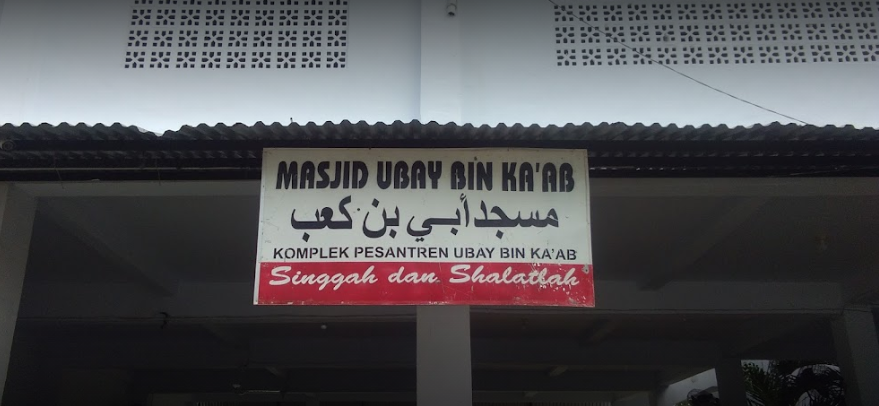 MASJID UBAY BIN KA'AB
مسجد أبي بن كعب
KOMPLEK PESANTREN UBAY BIN KA'AB
Singgah dan Shalatlah